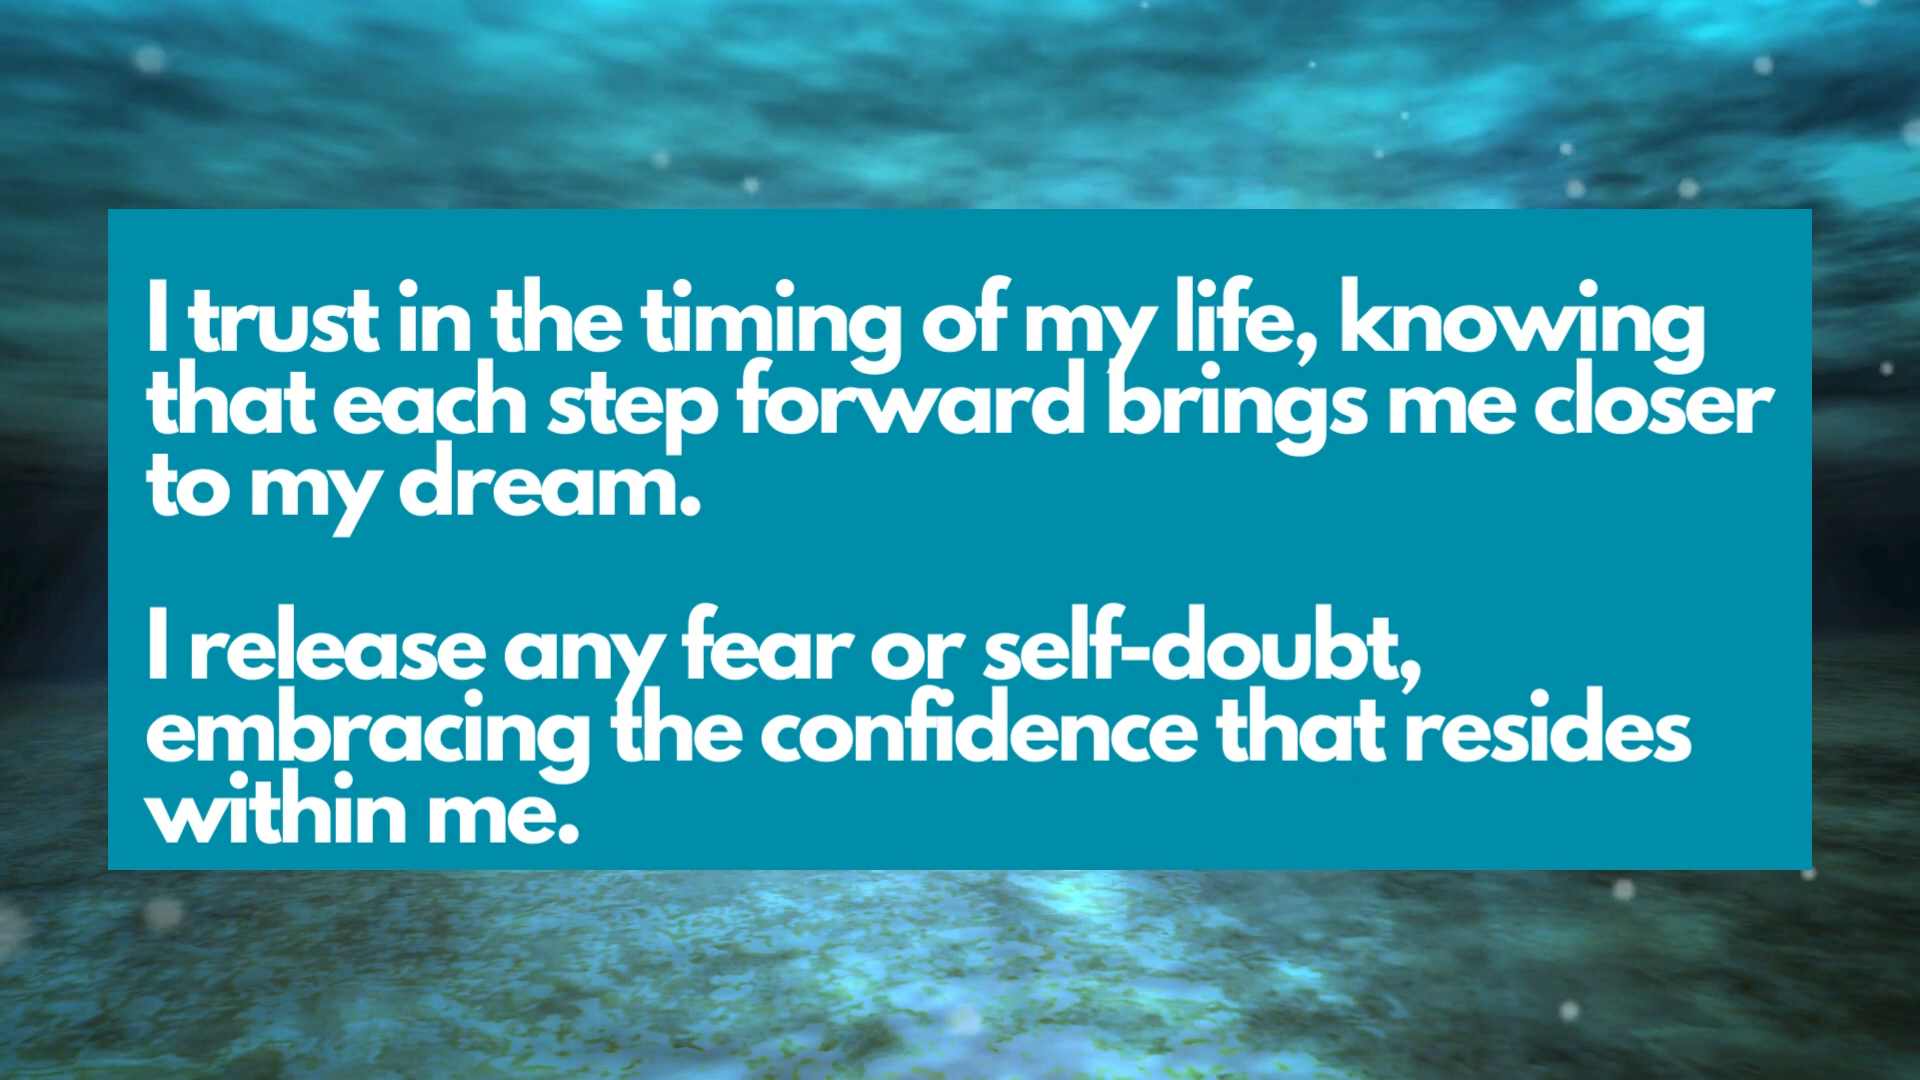 I trust in the timing of my life, knowing
that each step forward brings me closer
to my dream.
I release any fear or self-doubt,
embracing the confidence that resides
within me.